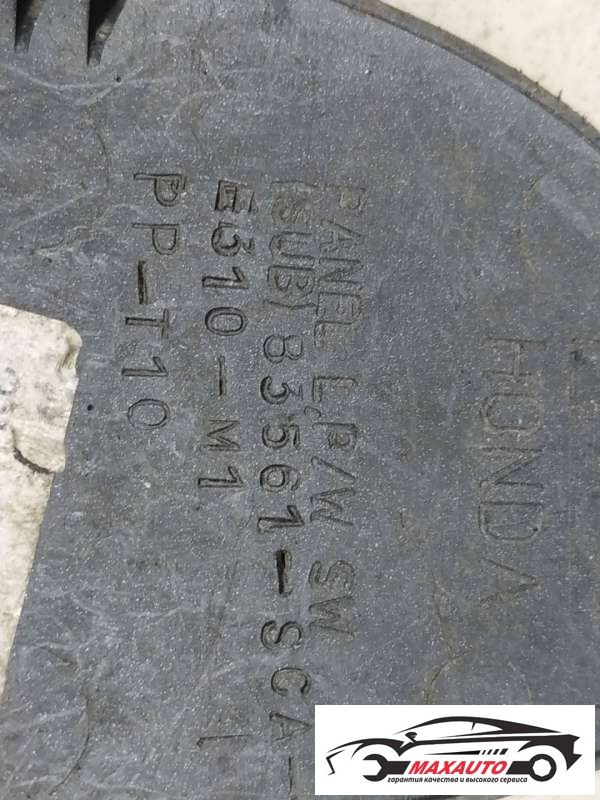 HONDA
PANEL L, P/W SW
(SUB) 83561-SCA-
E310-M1
PP-T10
MAXAUTO
гарантия качества и высокого сервиса